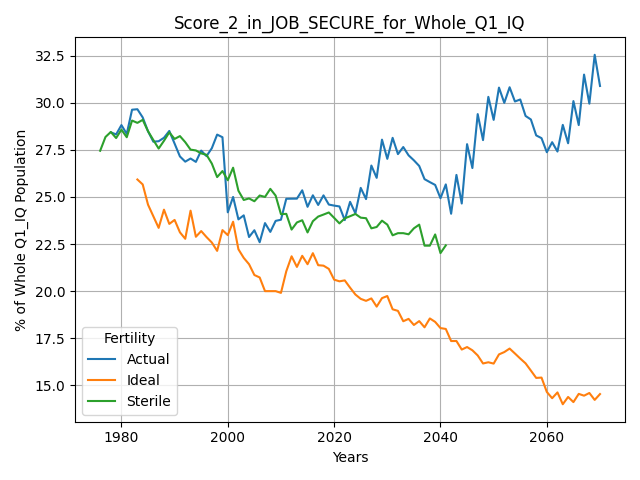 Score_2_in_JOB_SECURE_for_Whole_Q1_IQ
% of Whole Q1_IQ Population
32.5
30.0
27.5
25.0
22.5
20.0
17.5
15.0
Fertility
Actual
Ideal
Sterile
1980
2000
2020
2040
2060
Years